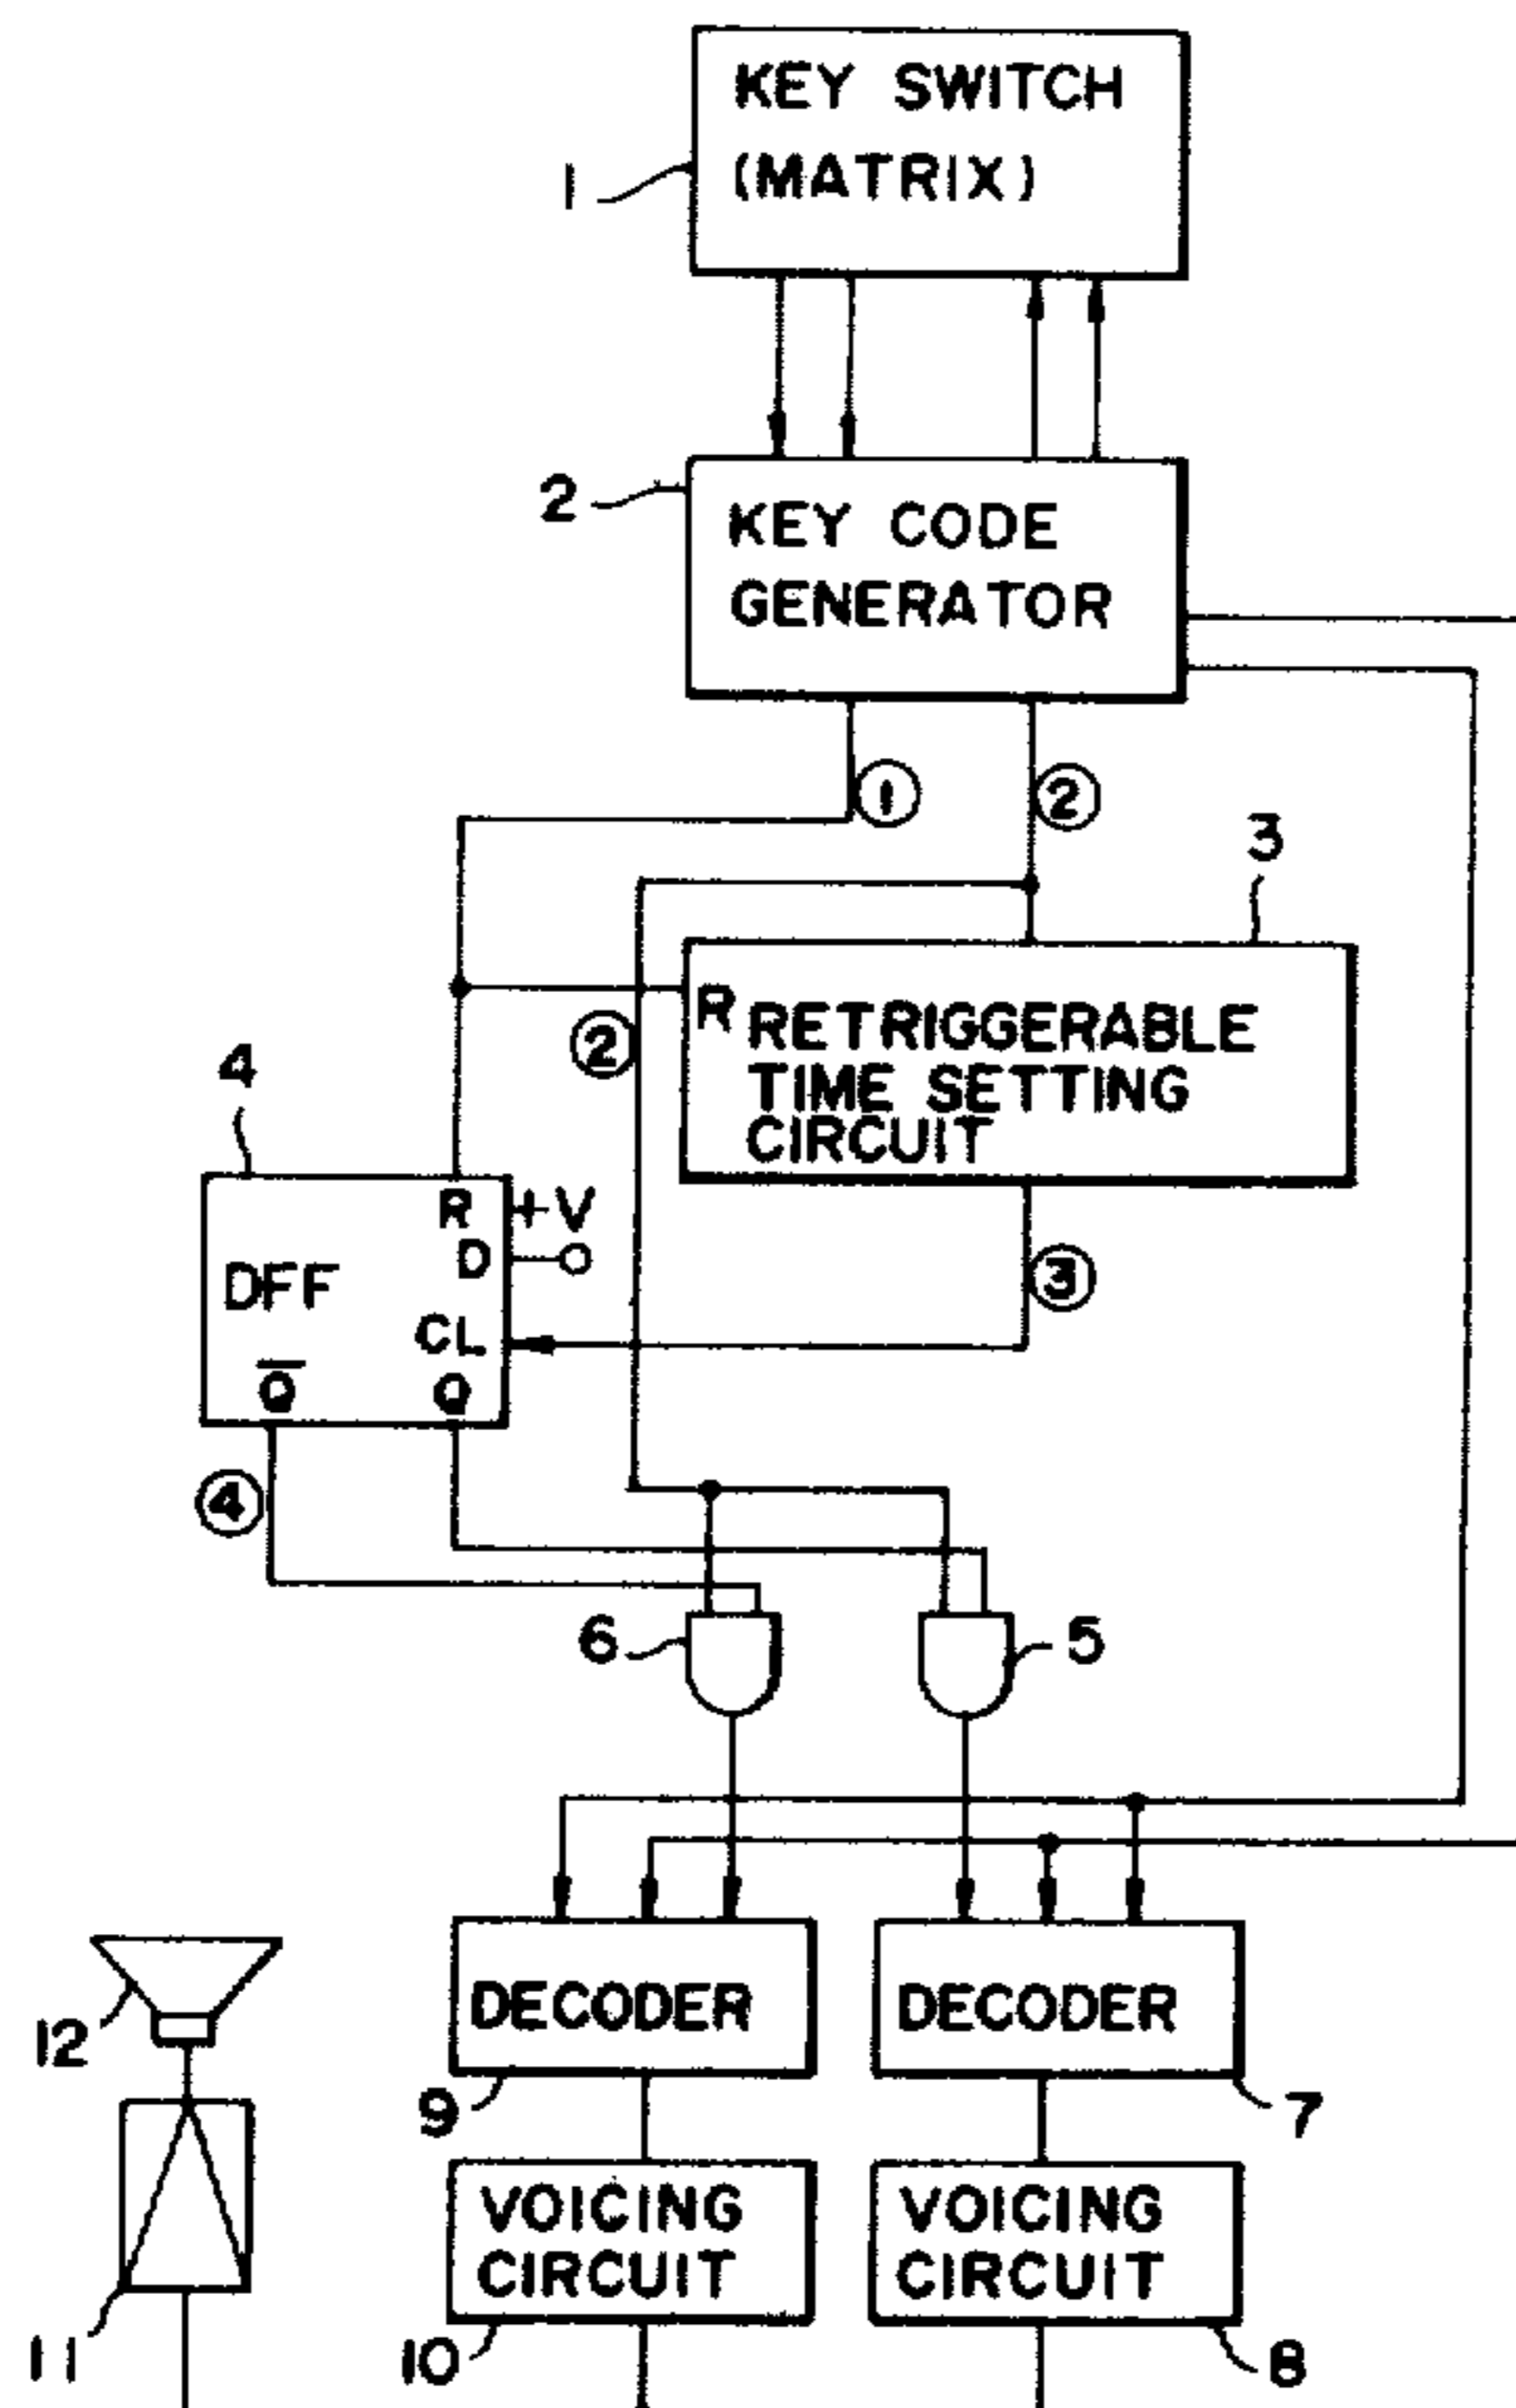 KEY SWITCH
(MATRIX)
1
2
KEY CODE
GENERATOR
①
②
3
R
RETRIGGERABLE
TIME SETTING
CIRCUIT
②
4
R
+V
D
DFF
CL
Q̅
Q
③
④
6
5
DECODER
DECODER
12
9
7
VOICING
CIRCUIT
VOICING
CIRCUIT
11
10
8